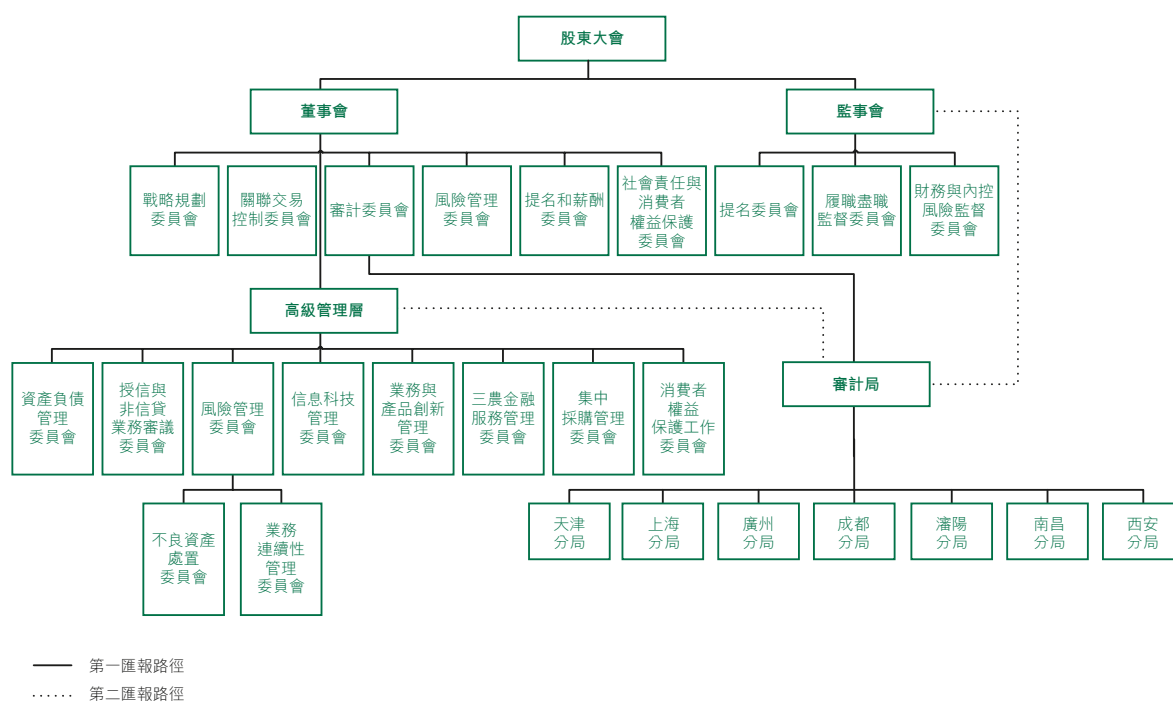 股東大會
董事會
監事會
戰略規劃
委員會
關聯交易
控制委員會
審計委員會
風險管理
委員會
提名和薪酬
委員會
社會責任與
消費者
權益保護
委員會
提名委員會
履職盡職
監督委員會
財務與內控
風險監督
委員會
高級管理層
審計局
資產負債
管理
委員會
授信與
非信貸
業務審議
委員會
風險管理
委員會
信息科技
管理
委員會
業務與
產品創新
管理
委員會
三農金融
服務管理
委員會
集中
採購管理
委員會
消費者
權益
保護工作
委員會
不良資產
處置
委員會
業務
連續性
管理
委員會
天津
分局
上海
分局
廣州
分局
成都
分局
瀋陽
分局
南昌
分局
西安
分局
第一匯報路徑
第二匯報路徑